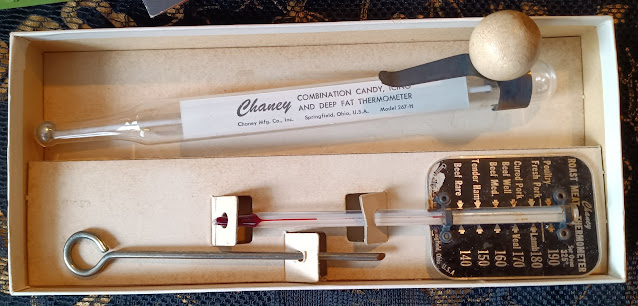 Chaney
COMBINATION CANDY, ICING
AND DEEP FAT THERMOMETER
Chaney Mfg. Co., Inc. Springfield, Ohio, U.S.A. Model 267-N
Chaney
ROAST MEAT THERMOMETER
Poultry 190
Fresh Pork
Lamb 180
Cured Pork
Beef Well 170
Veal
Beef Med. 160
Tender Ham 150
Beef Rare 140
U.S.A.